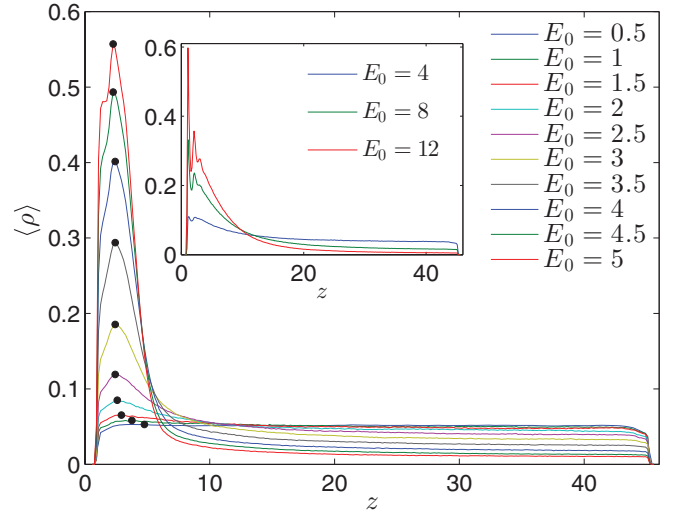 0.6
0.5
0.4
0.3
0.2
0.1
0
⟨ρ⟩
0 10 20 30 40
z
0.6
0.4
0.2
0
0 20 40
z
E₀ = 4
E₀ = 8
E₀ = 12
E₀ = 0.5
E₀ = 1
E₀ = 1.5
E₀ = 2
E₀ = 2.5
E₀ = 3
E₀ = 3.5
E₀ = 4
E₀ = 4.5
E₀ = 5